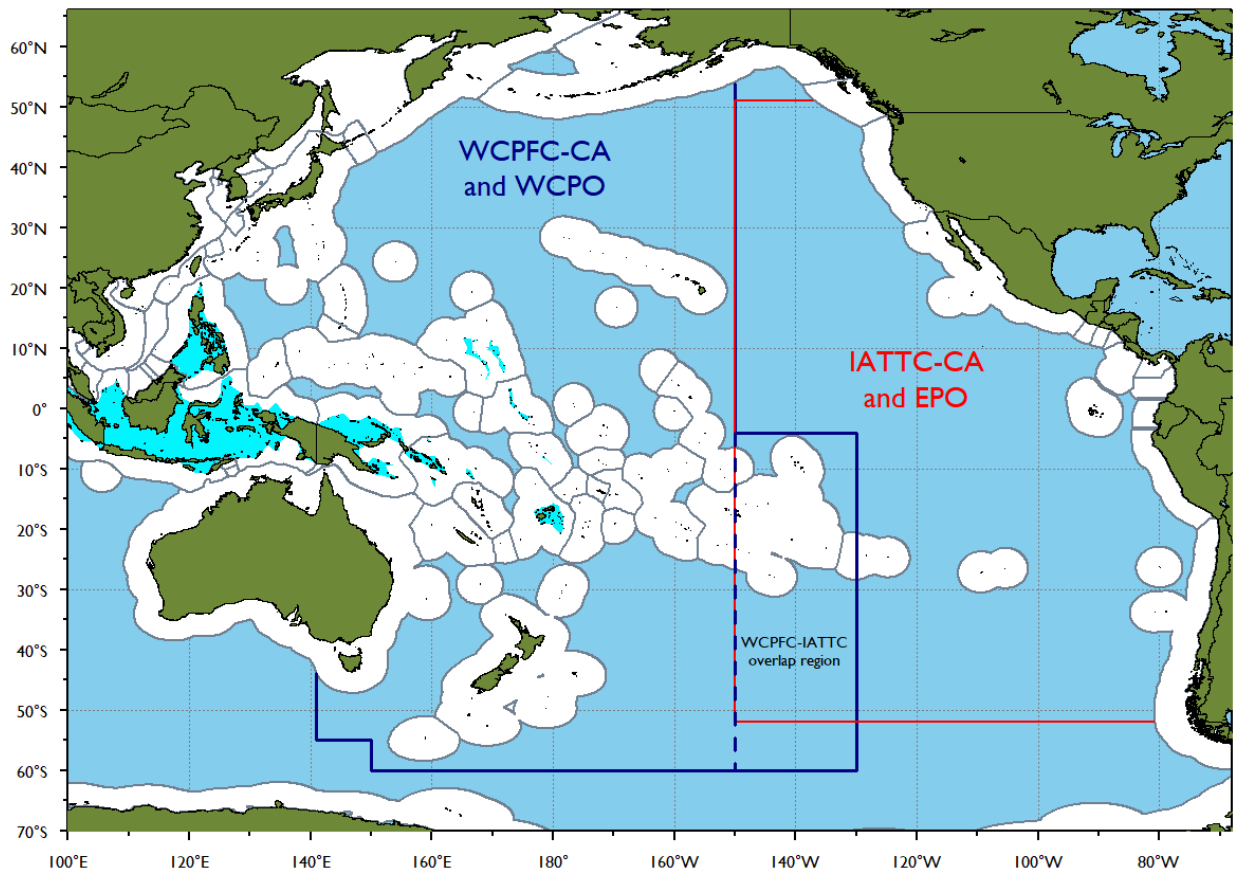 60°N
50°N
40°N
30°N
20°N
10°N
0°
10°S
20°S
30°S
40°S
50°S
60°S
70°S
WCPFC-CA
and WCPO
IATTC-CA
and EPO
WCPFC-IATTC
overlap region
100°E 120°E 140°E 160°E 180° 160°W 140°W 120°W 100°W 80°W